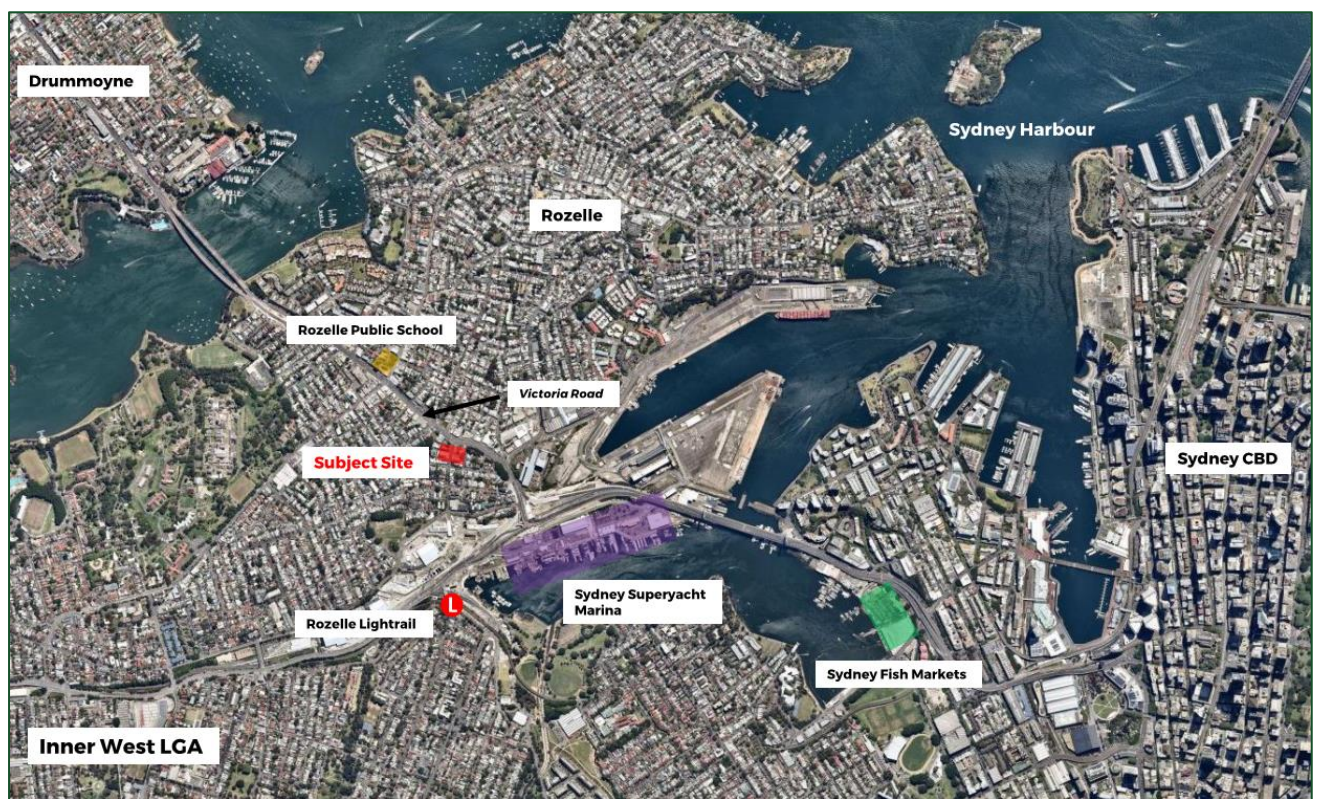 Drummoyne
Sydney Harbour
Rozelle
Rozelle Public School
Victoria Road
Subject Site
Sydney CBD
Sydney Superyacht
Marina
L
Rozelle Lightrail
Sydney Fish Markets
Inner West LGA